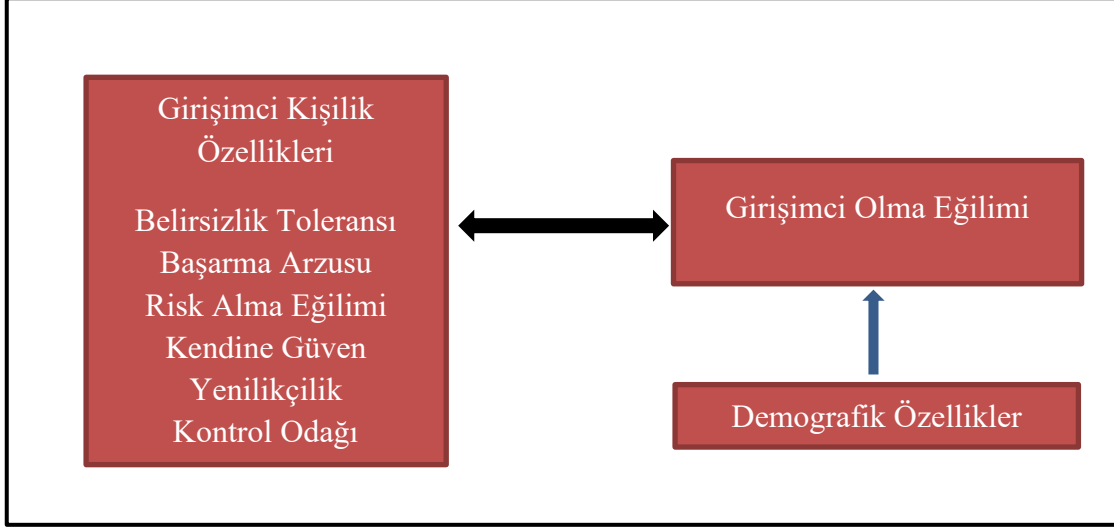 Girişimci Kişilik
Özellikleri
Belirsizlik Toleransı
Başarma Arzusu
Risk Alma Eğilimi
Kendine Güven
Yenilikçilik
Kontrol Odağı
Girişimci Olma Eğilimi
Demografik Özellikler